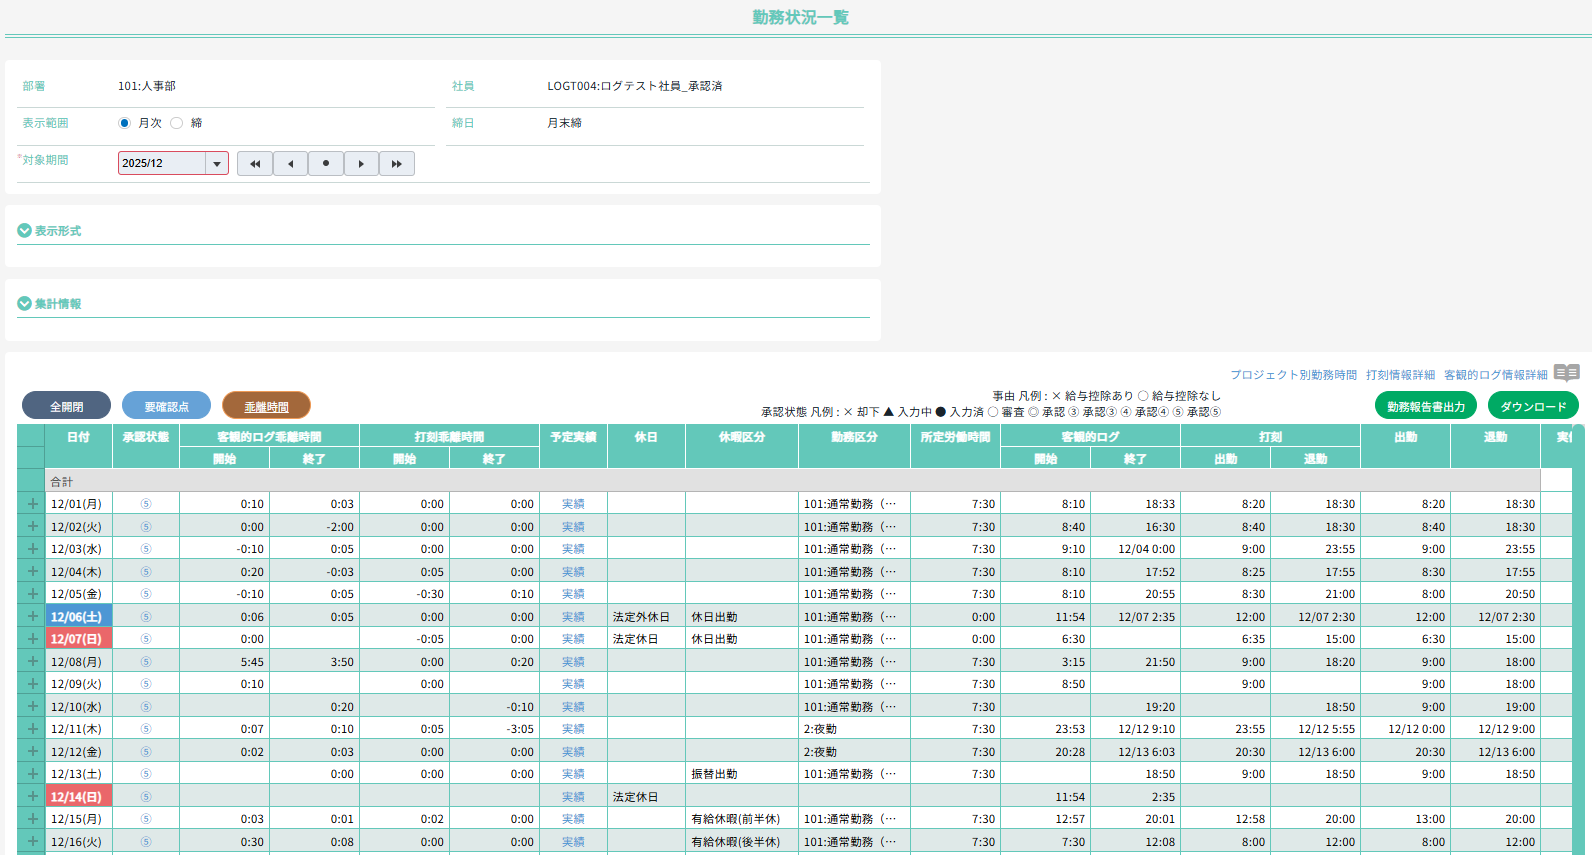 勤務状況一覧
部署 101:人事部 社員 LOGT004:ログテスト社員_承認済
表示範囲 月次 締 締日 月末締
*対象期間 2025/12
表示形式
集計情報
プロジェクト別勤務時間 打刻情報詳細 客観的ログ情報詳細
全開閉 要確認点 乖離時間 事由 凡例 : × 給与控除あり ○ 給与控除なし 勤務報告書出力 ダウンロード
承認状態 凡例 : × 却下 ▲ 入力中 ● 入力済 ○ 審査 ◎ 承認 ③ 承認③ ④ 承認④ ⑤ 承認⑤
日付 承認状態 客観的ログ乖離時間 打刻乖離時間 予定実績 休日 休暇区分 勤務区分 所定労働時間 客観的ログ 打刻 出勤 退勤
開始 終了 開始 終了 開始 終了 出勤 退勤
合計
12/01(月) ⑤ 0:10 0:03 0:00 0:00 実績 101:通常勤務（… 7:30 8:10 18:33 8:20 18:30 8:20 18:30
12/02(火) ⑤ 0:00 -2:00 0:00 0:00 実績 101:通常勤務（… 7:30 8:40 16:30 8:40 18:30 8:40 18:30
12/03(水) ⑤ -0:10 0:05 0:00 0:00 実績 101:通常勤務（… 7:30 9:10 12/04 0:00 9:00 23:55 9:00 23:55
12/04(木) ⑤ 0:20 -0:03 0:05 0:00 実績 101:通常勤務（… 7:30 8:10 17:52 8:25 17:55 8:30 17:55
12/05(金) ⑤ -0:10 0:05 -0:30 0:10 実績 101:通常勤務（… 7:30 8:10 20:55 8:30 21:00 8:00 20:50
12/06(土) ⑤ 0:06 0:05 0:00 0:00 実績 法定外休日 休日出勤 101:通常勤務（… 0:00 11:54 12/07 2:35 12:00 12/07 2:30 12:00 12/07 2:30
12/07(日) ⑤ 0:00 -0:05 0:00 実績 法定休日 休日出勤 101:通常勤務（… 0:00 6:30 6:35 15:00 6:30 15:00
12/08(月) ⑤ 5:45 3:50 0:00 0:20 実績 101:通常勤務（… 7:30 3:15 21:50 9:00 18:20 9:00 18:00
12/09(火) ⑤ 0:10 0:00 実績 101:通常勤務（… 7:30 8:50 9:00 9:00 18:00
12/10(水) ⑤ 0:20 -0:10 実績 101:通常勤務（… 7:30 19:20 18:50 9:00 19:00
12/11(木) ⑤ 0:07 0:10 0:05 -3:05 実績 2:夜勤 7:30 23:53 12/12 9:10 23:55 12/12 5:55 12/12 0:00 12/12 9:00
12/12(金) ⑤ 0:02 0:03 0:00 0:00 実績 2:夜勤 7:30 20:28 12/13 6:03 20:30 12/13 6:00 20:30 12/13 6:00
12/13(土) ⑤ 0:00 0:00 0:00 実績 振替出勤 101:通常勤務（… 7:30 18:50 9:00 18:50 9:00 18:50
12/14(日) ⑤ 実績 法定休日 11:54 2:35
12/15(月) ⑤ 0:03 0:01 0:02 0:00 実績 有給休暇(前半休) 101:通常勤務（… 7:30 12:57 20:01 12:58 20:00 13:00 20:00
12/16(火) ⑤ 0:30 0:08 0:00 0:00 実績 有給休暇(後半休) 101:通常勤務（… 7:30 7:30 12:08 8:00 12:00 8:00 12:00